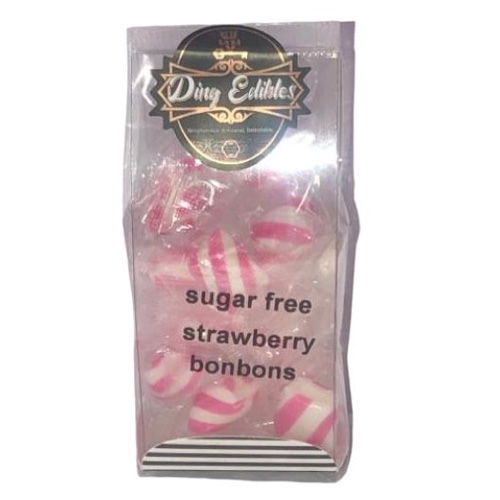 Ding Edibles
sugar free
strawberry
bonbons